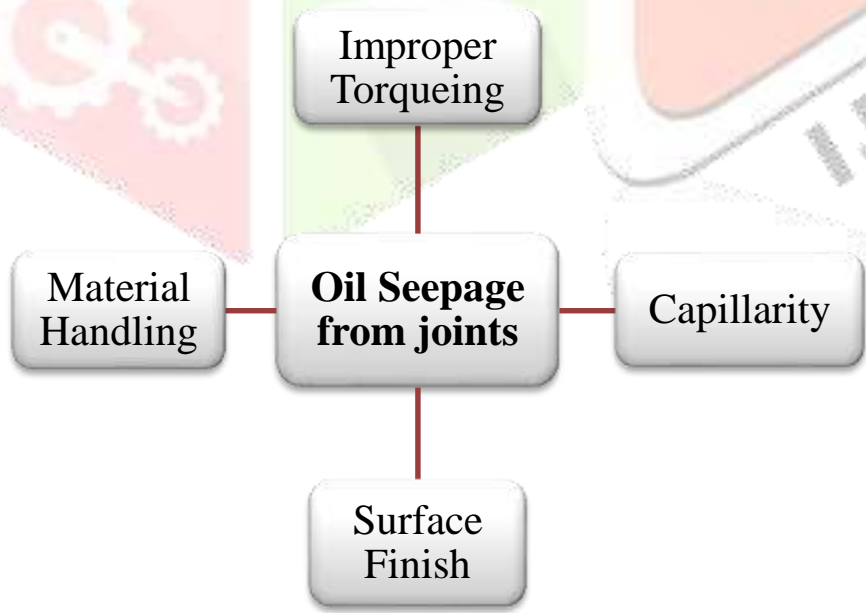 Improper
Torqueing
Material
Handling
Oil Seepage
from joints
Capillarity
Surface
Finish